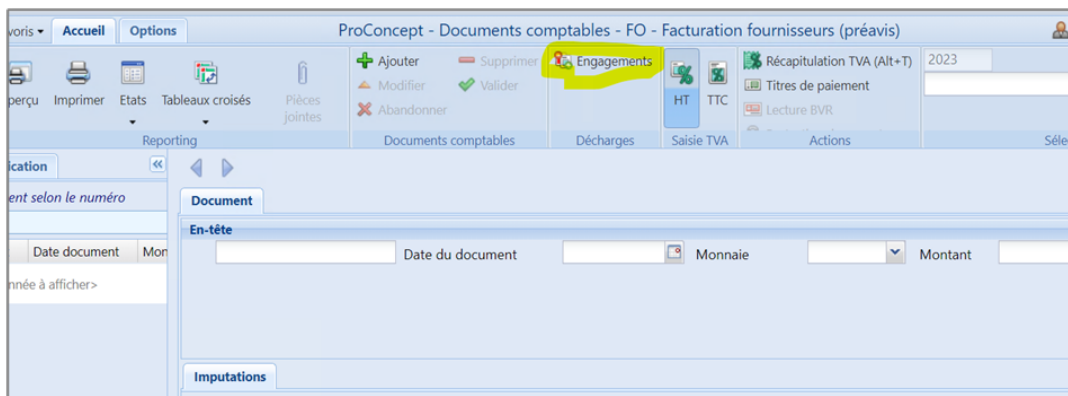 voris Accueil Options ProConcept - Documents comptables - FO - Facturation fournisseurs (préavis)
perçu Imprimer Etats Tableaux croisés Pièces jointes
Reporting
Ajouter Supprimer
Modifier Valider
Abandonner
Documents comptables
Engagements
Décharges
HT TTC
Saisie TVA
Récapitulation TVA (Alt+T)
Titres de paiement
Lecture BVR
Actions
2023
Séle
ication
ent selon le numéro
Date document Mon
nnée à afficher>
Document
En-tête
Date du document Monnaie Montant
Imputations